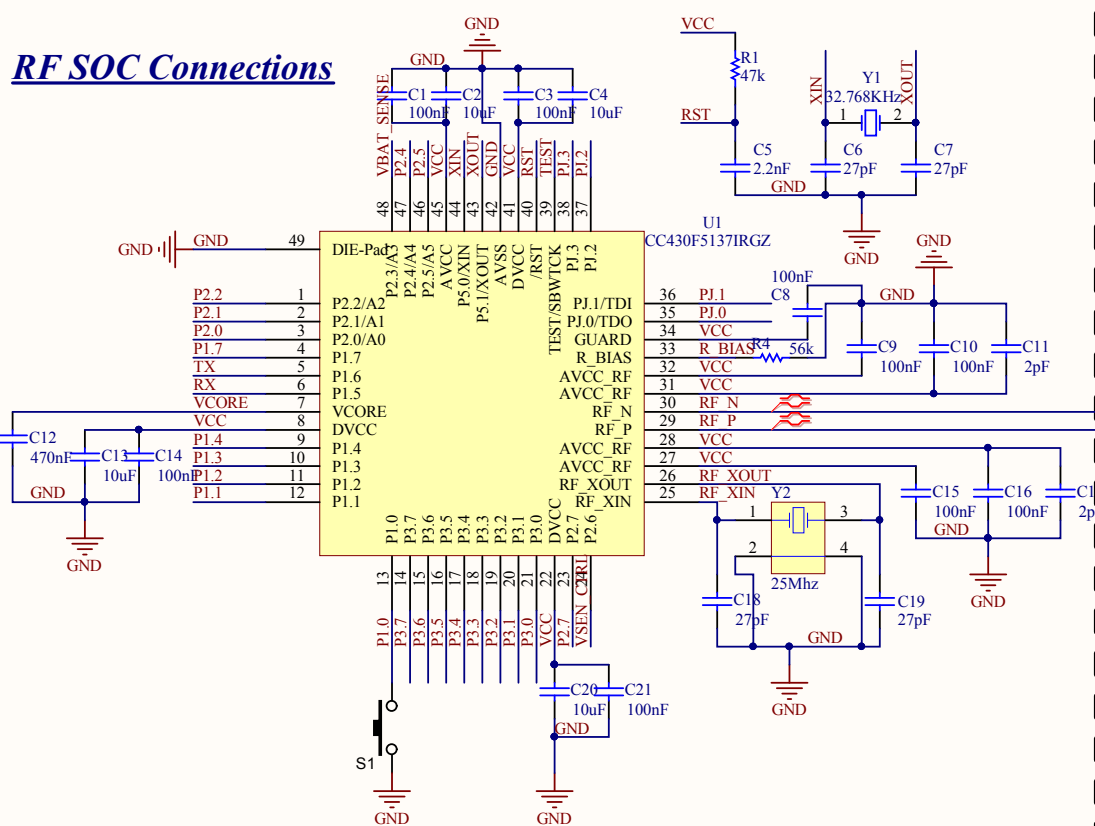 RF SOC Connections
GND
GND
C1
100nF
C2
10uF
C3
100nF
C4
10uF
VBAT_SENSE
P2.4
P2.5
VCC
XIN
XOUT
GND
VCC
RST
TEST
PJ.3
PJ.2
48
47
46
45
44
43
42
41
40
39
38
37
VCC
R1
47k
RST
C5
2.2nF
GND
XIN
Y1
32.768KHz
XOUT
1
2
C6
27pF
C7
27pF
GND
U1
CC430F5137IRGZ
GND
GND
49
DIE-Pad
P2.3/A3
P2.4/A4
P2.5/A5
AVCC
P5.0/XIN
P5.1/XOUT
AVSS
DVCC
/RST
TEST/SBWTCK
PJ.3
PJ.2
P2.2
1
P2.2/A2
P2.1
2
P2.1/A1
P2.0
3
P2.0/A0
P1.7
4
P1.7
TX
5
P1.6
RX
6
P1.5
VCORE
7
VCORE
VCC
8
DVCC
P1.4
9
P1.4
P1.3
10
P1.3
P1.2
11
P1.2
P1.1
12
P1.1
C12
470nF
C13
10uF
C14
100nF
GND
GND
PJ.1/TDI
36
PJ.1
PJ.0/TDO
35
PJ.0
GUARD
34
VCC
R_BIAS
33
R_BIAS
AVCC_RF
32
VCC
AVCC_RF
31
VCC
RF_N
30
RF_N
RF_P
29
RF_P
AVCC_RF
28
VCC
AVCC_RF
27
VCC
RF_XOUT
26
RF_XOUT
RF_XIN
25
RF_XIN
100nF
C8
R4
56k
GND
GND
C9
100nF
C10
100nF
C11
2pF
C15
100nF
C16
100nF
GND
GND
Y2
1
3
2
4
25Mhz
C18
27pF
C19
27pF
GND
GND
P1.0
P3.7
P3.6
P3.5
P3.4
P3.3
P3.2
P3.1
P3.0
DVCC
P2.7
P2.6
13
14
15
16
17
18
19
20
21
22
23
24
P1.0
P3.7
P3.6
P3.5
P3.4
P3.3
P3.2
P3.1
P3.0
VCC
P2.7
VSEN_CTRL
S1
GND
C20
10uF
C21
100nF
GND
GND